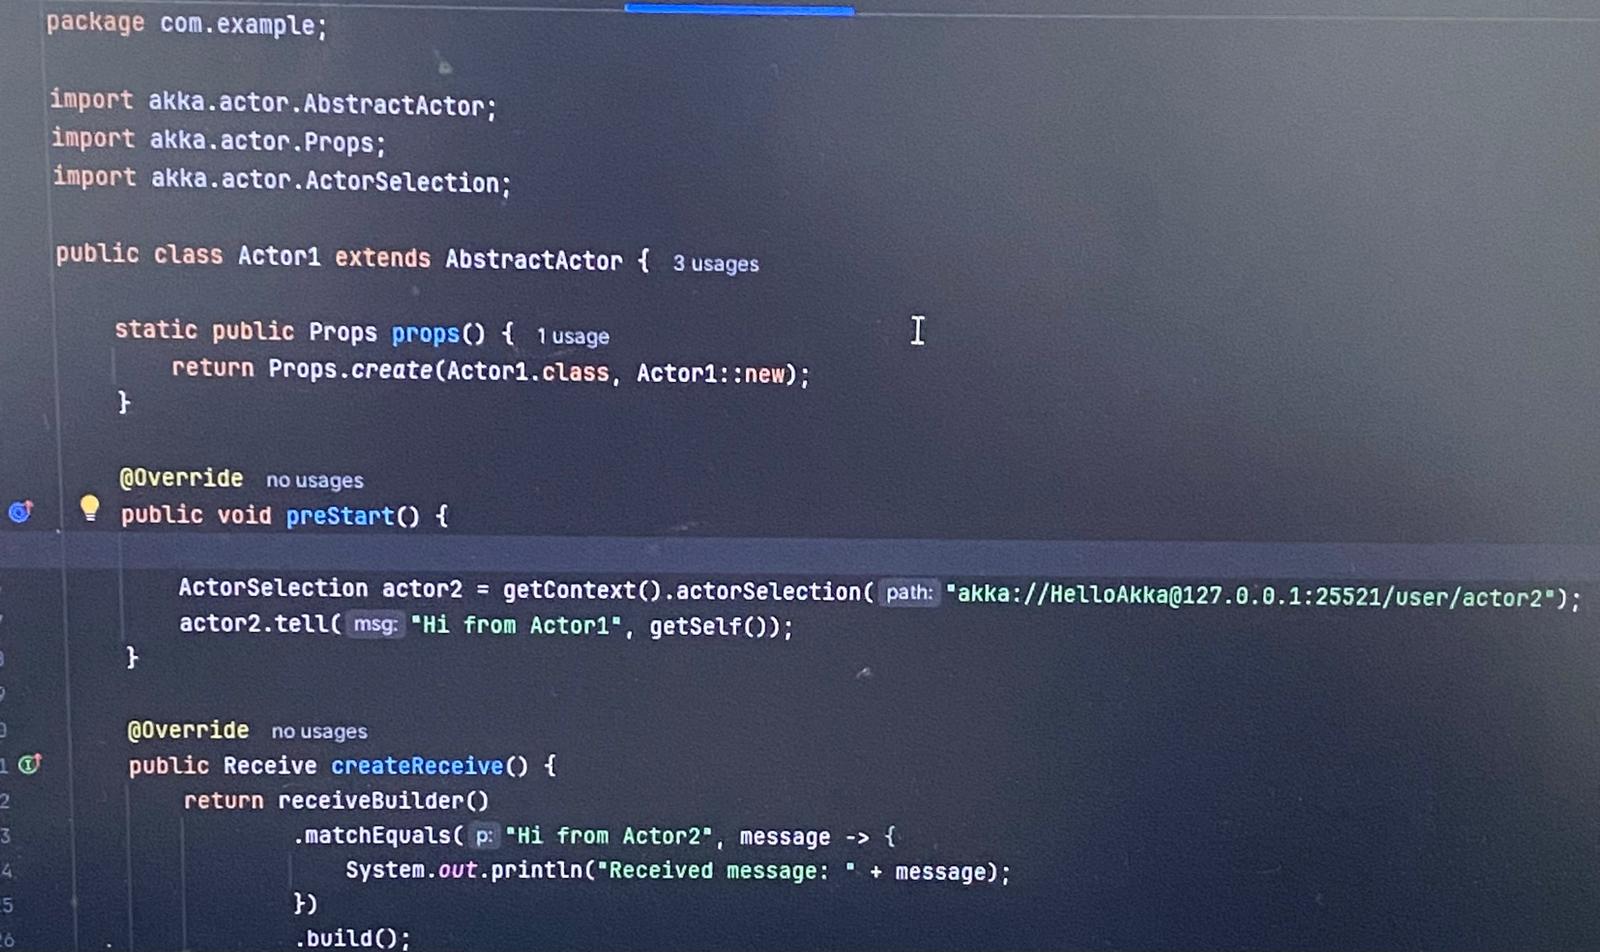 package com.example;
import akka.actor.AbstractActor;
import akka.actor.Props;
import akka.actor.ActorSelection;
public class Actor1 extends AbstractActor { 3 usages
static public Props props() { 1 usage
return Props.create(Actor1.class, Actor1::new);
}
@Override no usages
public void preStart() {
ActorSelection actor2 = getContext().actorSelection( path: "akka://HelloAkka@127.0.0.1:25521/user/actor2");
actor2.tell( msg: "Hi from Actor1", getSelf());
}
@Override no usages
public Receive createReceive() {
return receiveBuilder()
.matchEquals( p: "Hi from Actor2", message -> {
System.out.println("Received message: " + message);
})
.build();